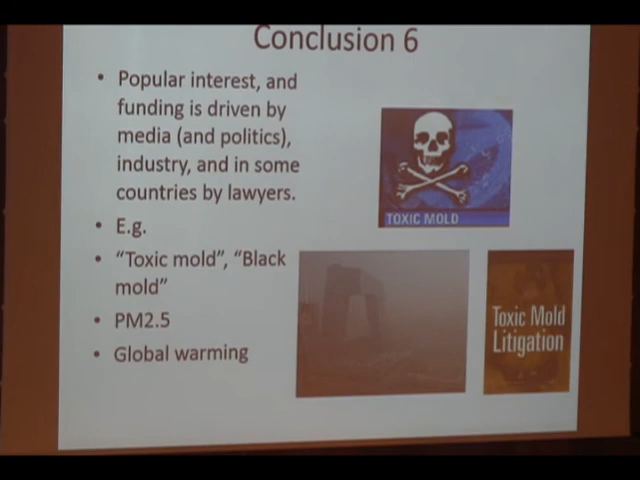 Conclusion 6
• Popular interest, and
funding is driven by
media (and politics),
industry, and in some
countries by lawyers.
• E.g.
• “Toxic mold”, “Black
mold”
• PM2.5
• Global warming
TOXIC MOLD
Toxic Mold
Litigation